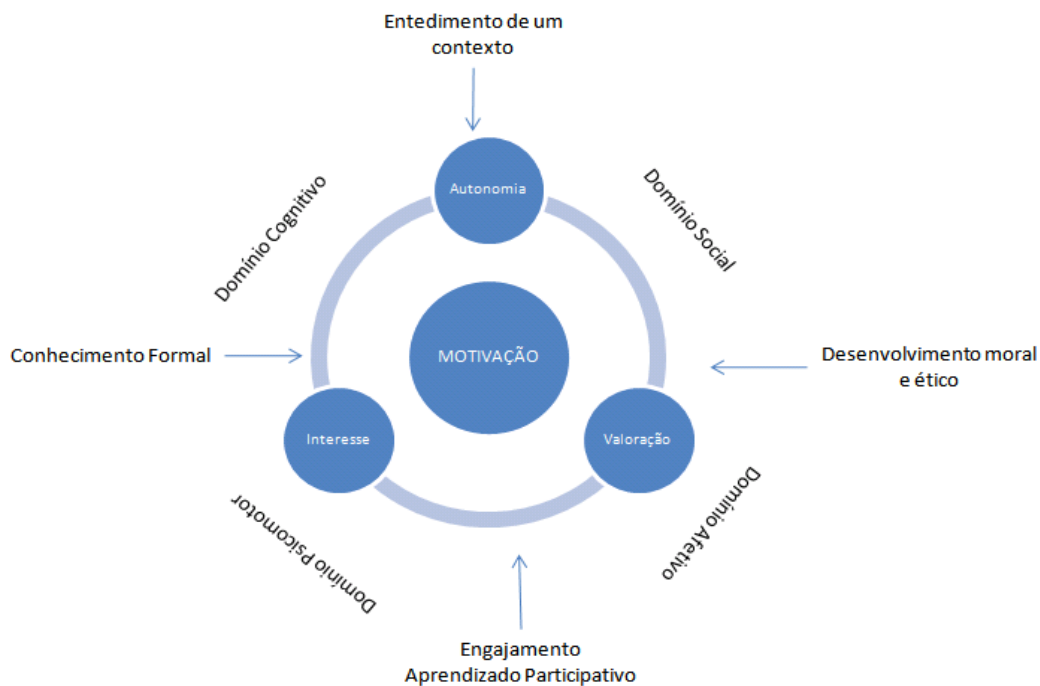 Entedimento de um
contexto
Autonomia
Domínio Cognitivo
Domínio Social
Conhecimento Formal
MOTIVAÇÃO
Desenvolvimento moral
e ético
Interesse
Valoração
Domínio Psicomotor
Domínio Afetivo
Engajamento
Aprendizado Participativo